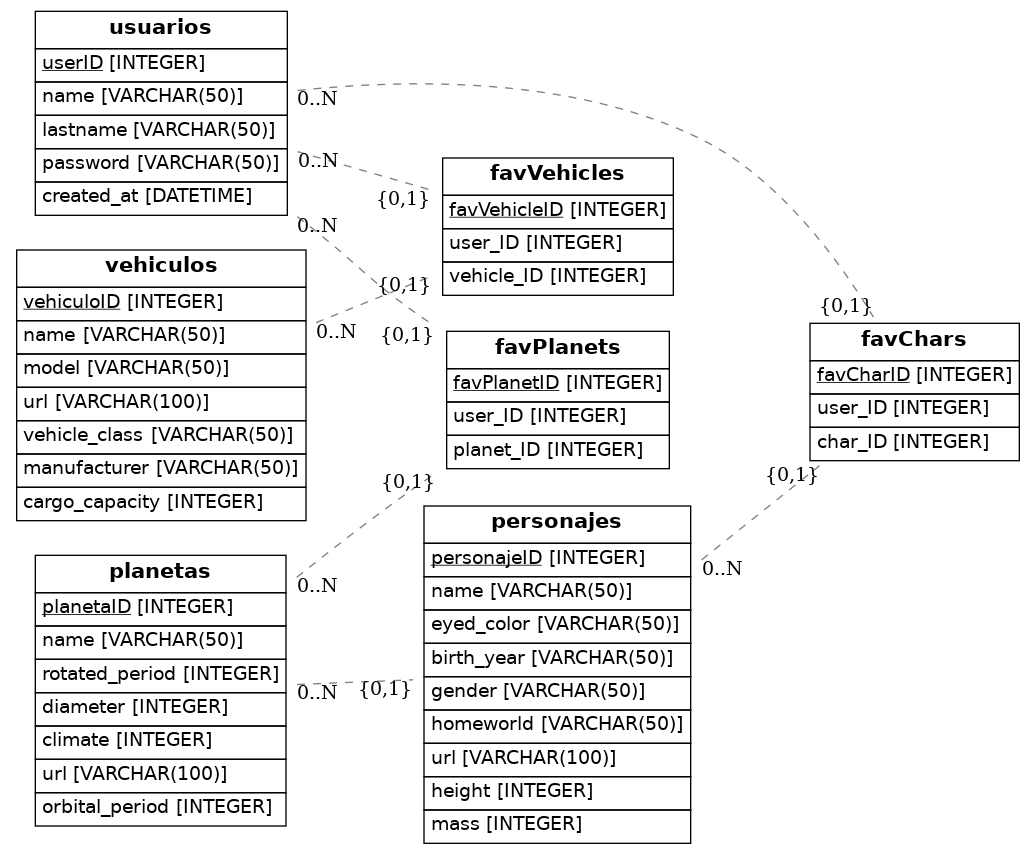 usuarios
userID [INTEGER]
name [VARCHAR(50)]
lastname [VARCHAR(50)]
password [VARCHAR(50)]
created_at [DATETIME]
0..N
0..N
0..N
favVehicles
favVehicleID [INTEGER]
user_ID [INTEGER]
vehicle_ID [INTEGER]
{0,1}
{0,1}
vehiculos
vehiculoID [INTEGER]
name [VARCHAR(50)]
model [VARCHAR(50)]
url [VARCHAR(100)]
vehicle_class [VARCHAR(50)]
manufacturer [VARCHAR(50)]
cargo_capacity [INTEGER]
0..N
{0,1}
favPlanets
favPlanetID [INTEGER]
user_ID [INTEGER]
planet_ID [INTEGER]
{0,1}
{0,1}
favChars
favCharID [INTEGER]
user_ID [INTEGER]
char_ID [INTEGER]
{0,1}
planetas
planetaID [INTEGER]
name [VARCHAR(50)]
rotated_period [INTEGER]
diameter [INTEGER]
climate [INTEGER]
url [VARCHAR(100)]
orbital_period [INTEGER]
0..N
0..N
{0,1}
personajes
personajeID [INTEGER]
name [VARCHAR(50)]
eyed_color [VARCHAR(50)]
birth_year [VARCHAR(50)]
gender [VARCHAR(50)]
homeworld [VARCHAR(50)]
url [VARCHAR(100)]
height [INTEGER]
mass [INTEGER]
0..N